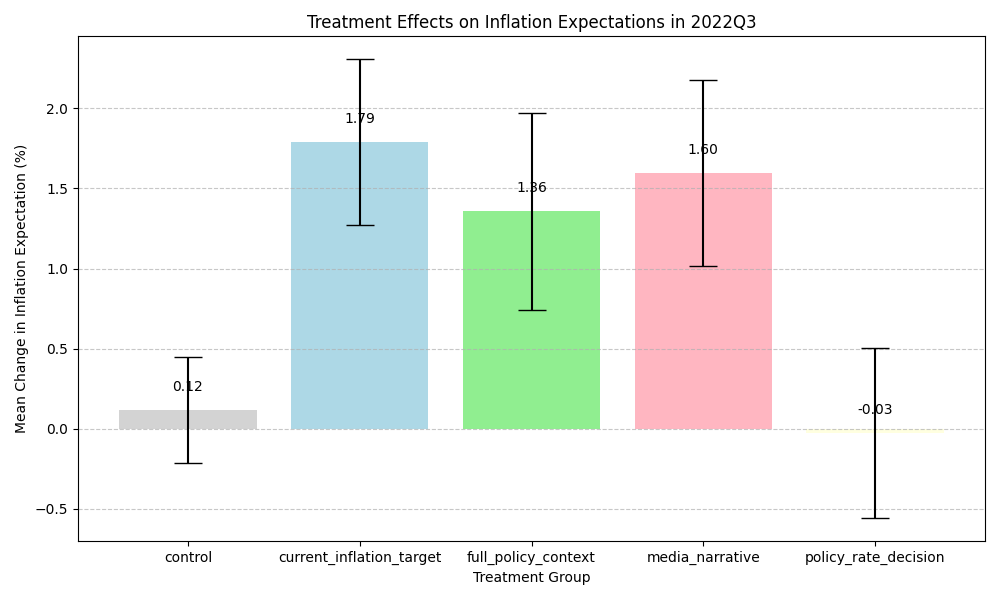 Treatment Effects on Inflation Expectations in 2022Q3
Mean Change in Inflation Expectation (%)
2.0
1.5
1.0
0.5
0.0
−0.5
0.12
1.79
1.36
1.60
-0.03
control
current_inflation_target
full_policy_context
media_narrative
policy_rate_decision
Treatment Group